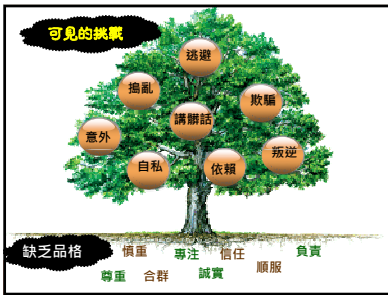 可見的挑戰
逃避
搗亂
欺騙
講髒話
意外
叛逆
自私
依賴
缺乏品格
慎重 專注 信任 負責
尊重 合群 誠實 順服